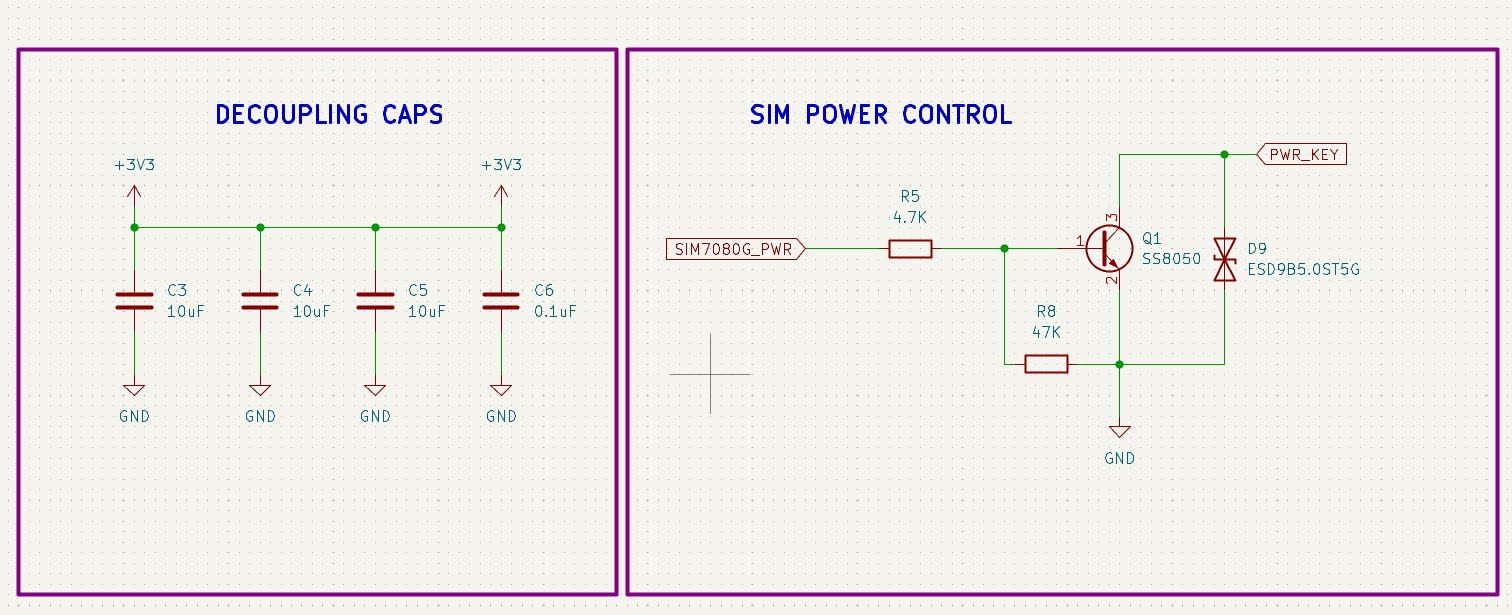 DECOUPLING CAPS
+3V3
+3V3
C3
10uF
C4
10uF
C5
10uF
C6
0.1uF
GND
GND
GND
GND
SIM POWER CONTROL
PWR_KEY
R5
4.7K
SIM7080G_PWR
1
3
2
Q1
SS8050
D9
ESD9B5.0ST5G
R8
47K
GND